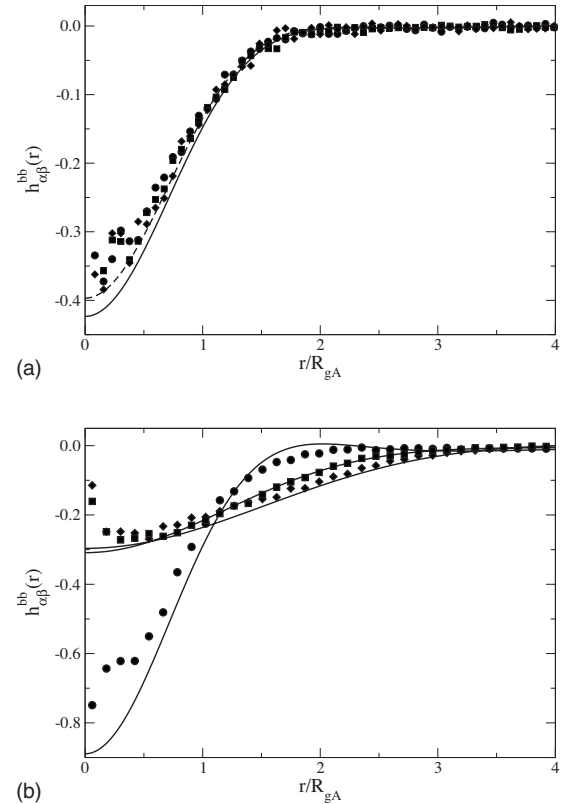 0.0
-0.1
-0.2
-0.3
-0.4
h^{bb}_{αβ}(r)
0 1 2 3 4
r/R_{gA}
(a)
0.0
-0.2
-0.4
-0.6
-0.8
h^{bb}_{αβ}(r)
0 1 2 3 4
r/R_{gA}
(b)